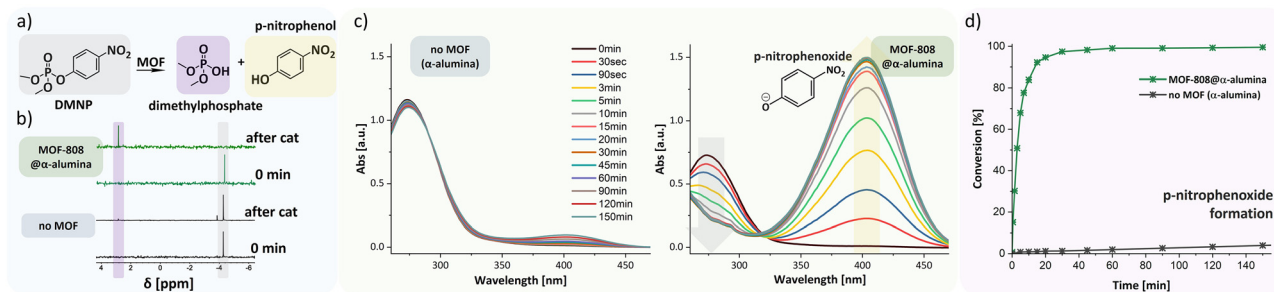 a)
NO₂
MOF
DMNP
O
P
OH
O
O
dimethylphosphate
+
p-nitrophenol
NO₂
HO
b)
MOF-808
@α-alumina
after cat
0 min
no MOF
after cat
0 min
4 2 0 -2 -4 -6
δ [ppm]
c)
no MOF
(α-alumina)
Abs [a.u.]
1.5
1.0
0.5
0.0
300 400
Wavelength [nm]
0min
30sec
90sec
3min
5min
10min
15min
20min
30min
45min
60min
90min
120min
150min
p-nitrophenoxide
NO₂
O
⊖
MOF-808
@α-alumina
Abs [a.u.]
1.5
1.0
0.5
0.0
300 400
Wavelength [nm]
d)
Conversion [%]
100
80
60
40
20
0
MOF-808@α-alumina
no MOF (α-alumina)
p-nitrophenoxide
formation
0 20 40 60 80 100 120 140
Time [min]